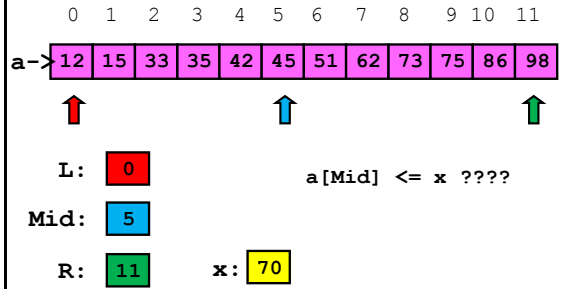 0 1 2 3 4 5 6 7 8 9 10 11
a-> 12 15 33 35 42 45 51 62 73 75 86 98
L: 0 a[Mid] <= x ????
Mid: 5
R: 11 x: 70